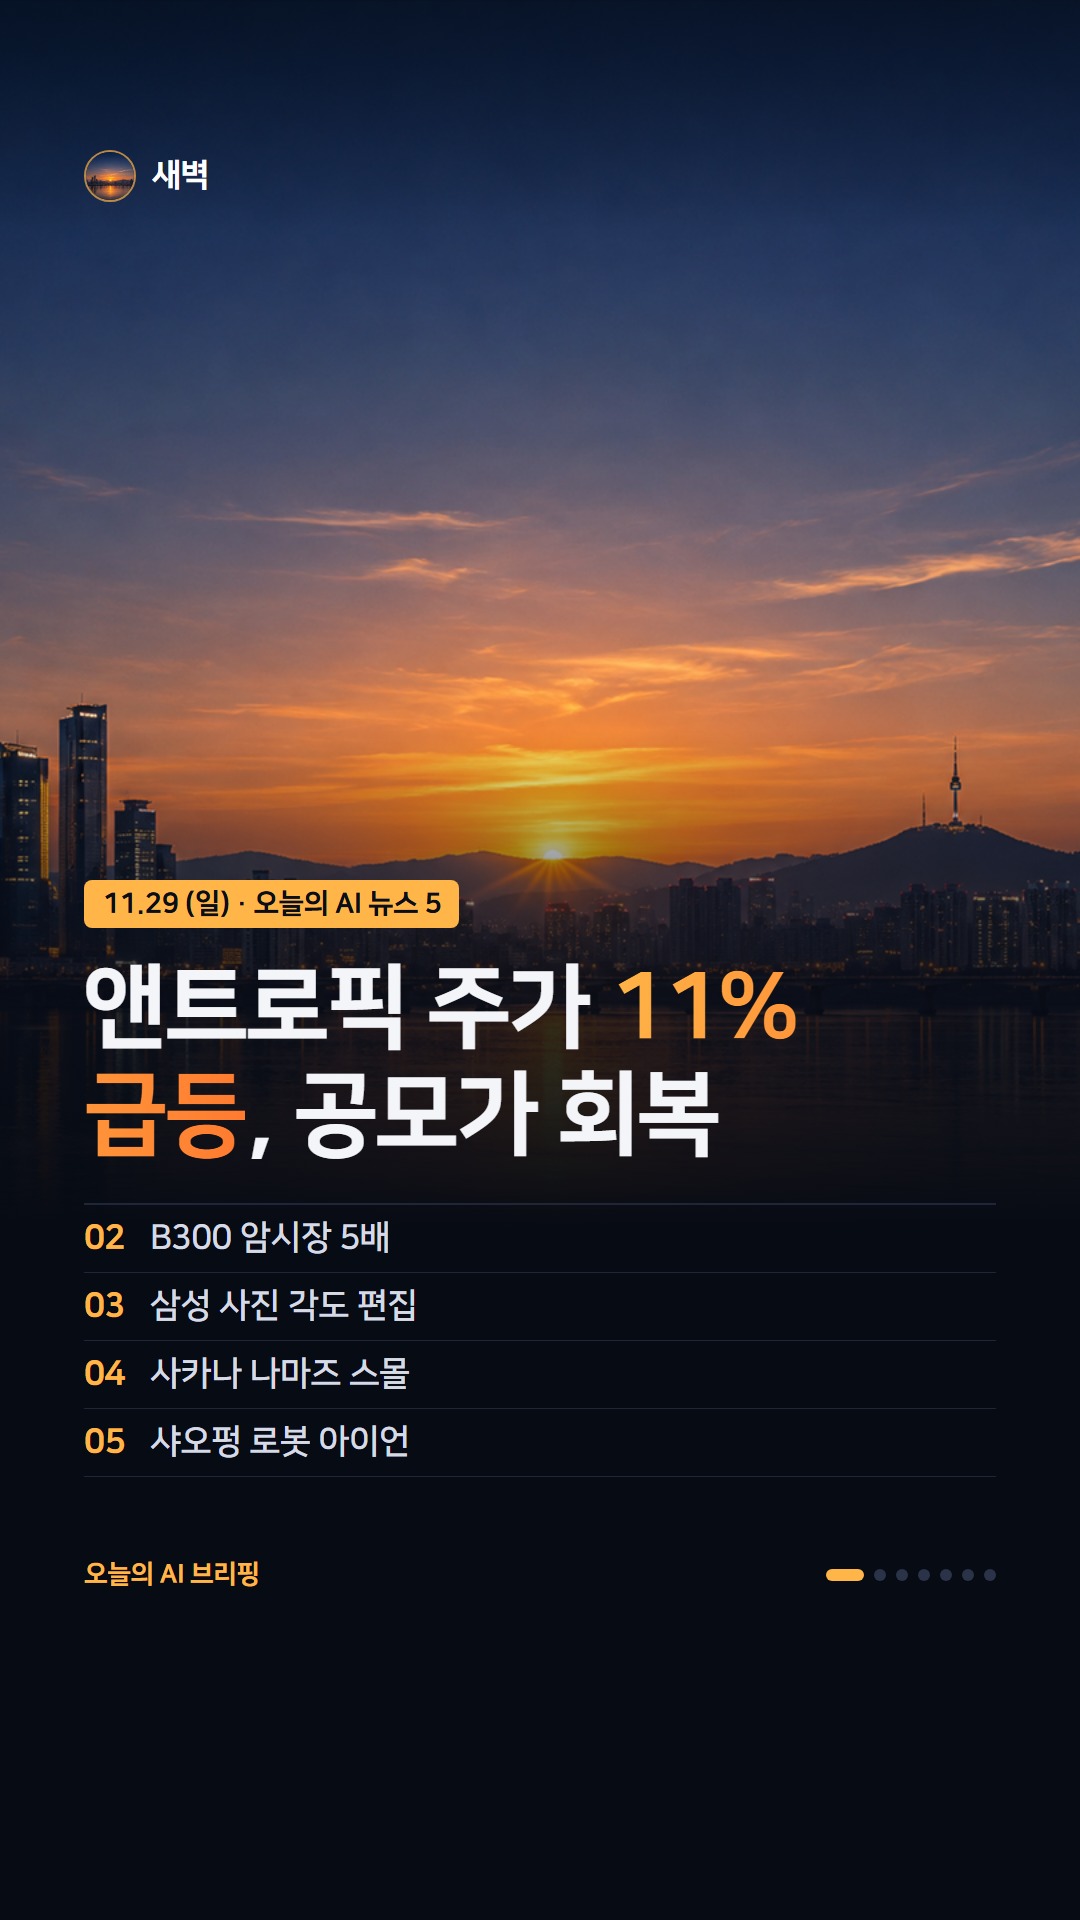 새벽
11.29 (일) · 오늘의 AI 뉴스 5
앤트로픽 주가 11%
급등, 공모가 회복
02 B300 암시장 5배
03 삼성 사진 각도 편집
04 사카나 나마즈 스몰
05 샤오펑 로봇 아이언
오늘의 AI 브리핑